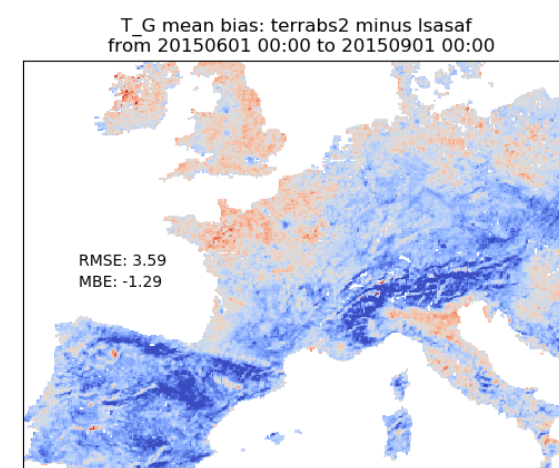 T_G mean bias: terrabs2 minus lsasaf
from 20150601 00:00 to 20150901 00:00
RMSE: 3.59
MBE: -1.29